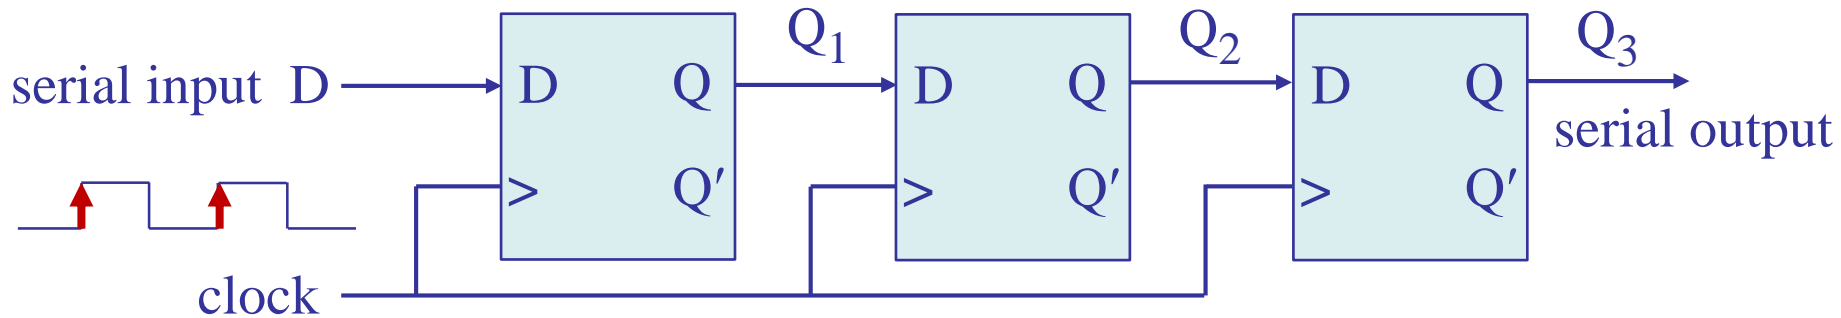 serial input D
D Q
Q′
>
Q₁
D Q
Q′
>
Q₂
D Q
Q′
>
Q₃
serial output
clock